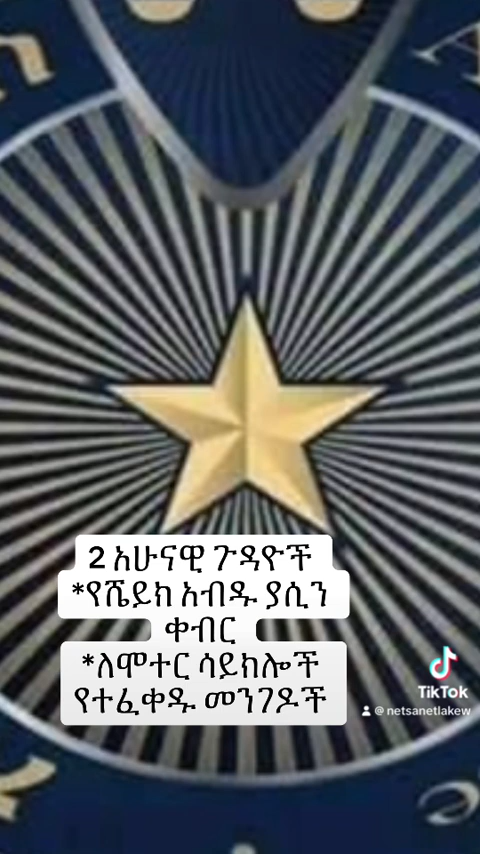 2 አሁናዊ ጉዳዮች
*የሼይክ አብዱ ያሲን
ቀብር
*ለሞተር ሳይክሎች
የተፈቀዱ መንገዶች
TikTok
@netsanetlakew